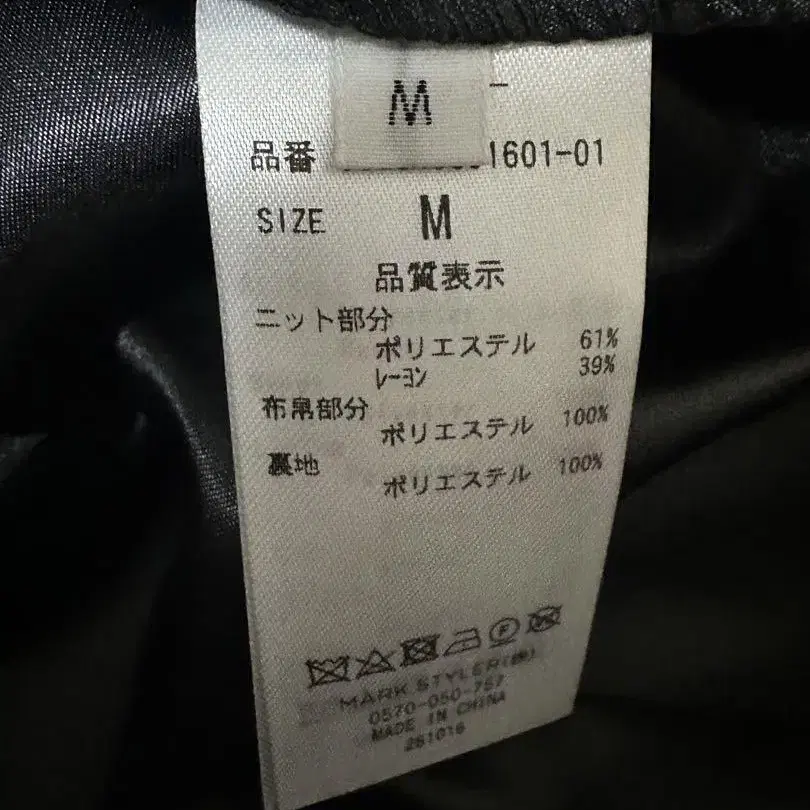 M
品番 1601-01
SIZE M
品質表示
ニット部分
ポリエステル 61%
レーヨン 39%
布帛部分
ポリエステル 100%
裏地
ポリエステル 100%
MARK STYLER(株)
0570-050-757
MADE IN CHINA
261016